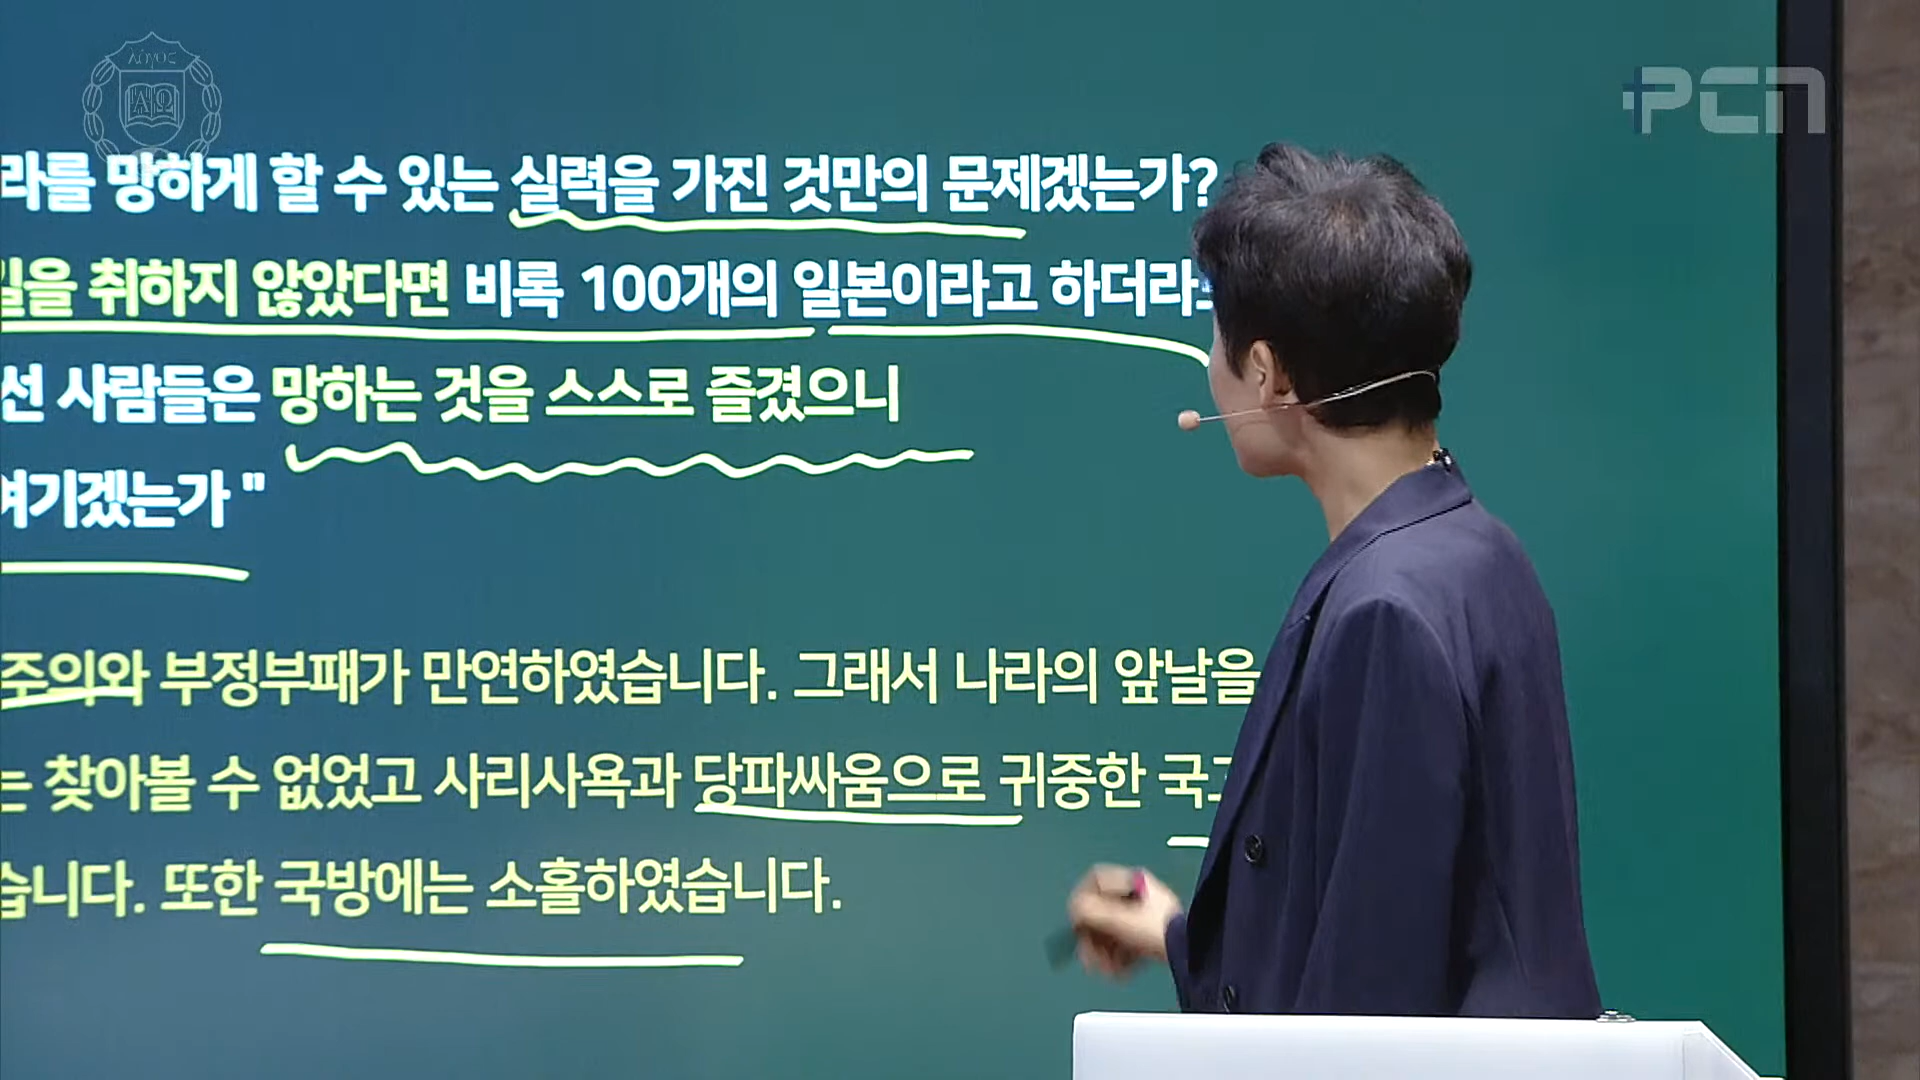 λόγος
ΑΩ
PCN
라를 망하게 할 수 있는 실력을 가진 것만의 문제겠는가?
일을 취하지 않았다면 비록 100개의 일본이라고 하더라
선 사람들은 망하는 것을 스스로 즐겼으니
여기겠는가 "
주의와 부정부패가 만연하였습니다. 그래서 나라의 앞날을
는 찾아볼 수 없었고 사리사욕과 당파싸움으로 귀중한 국
습니다. 또한 국방에는 소홀하였습니다.